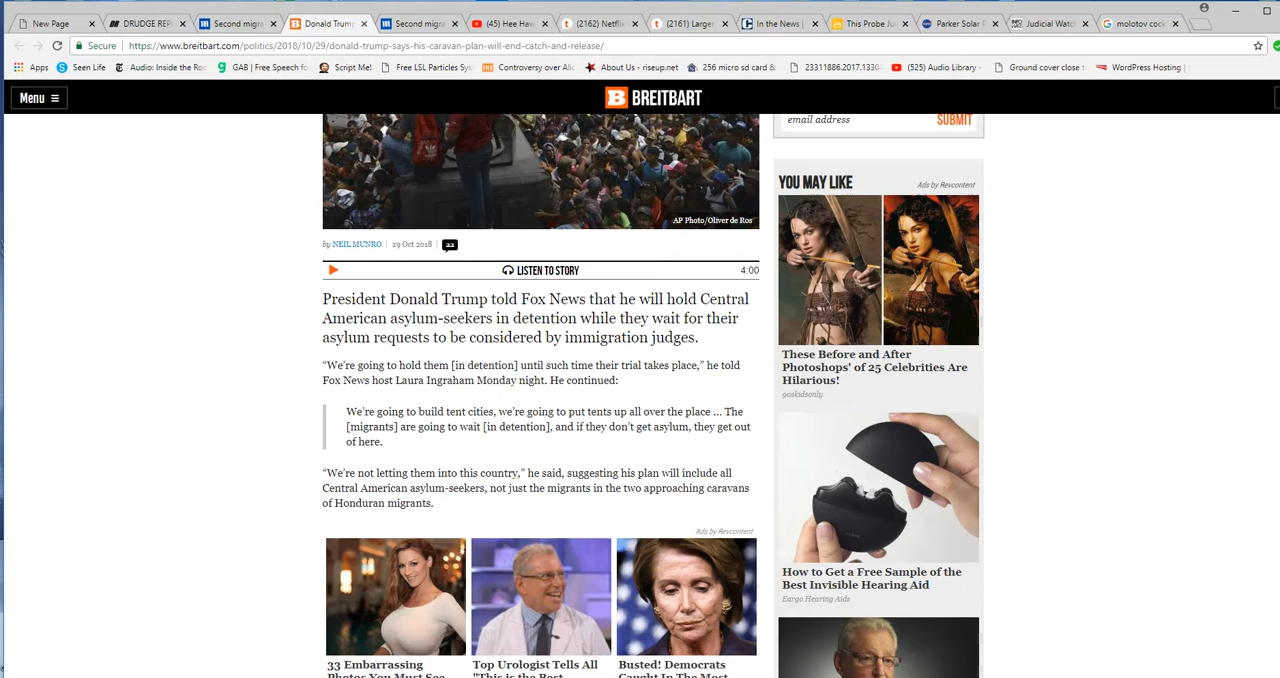 New Page
DRUDGE REP
Second migra
Donald Trump
Second migra
(45) Hee Haw
(2162) Netfli
(2161) Larger
In the News |
This Probe Ju
Parker Solar P
Judicial Watc
molotov cock
Secure
https://www.breitbart.com/politics/2018/10/29/donald-trump-says-his-caravan-plan-will-end-catch-and-release/
Apps
Seen Life
Audio: Inside the Ro
GAB | Free Speech fo
Script Me!
Free LSL Particles Sy
Controversy over Ali
About Us - riseup.net
256 micro sd card &
23311886.2017.1330
(525) Audio Library -
Ground cover close
WordPress Hosting |
Menu
B BREITBART
email address
SUBMIT
AP Photo/Oliver de Ros
by NEIL MUNRO | 29 Oct 2018 | 22
LISTEN TO STORY
4:00
President Donald Trump told Fox News that he will hold Central
American asylum-seekers in detention while they wait for their
asylum requests to be considered by immigration judges.
“We’re going to hold them [in detention] until such time their trial takes place,” he told
Fox News host Laura Ingraham Monday night. He continued:
We’re going to build tent cities, we’re going to put tents up all over the place ... The
[migrants] are going to wait [in detention], and if they don’t get asylum, they get out
of here.
“We’re not letting them into this country,” he said, suggesting his plan will include all
Central American asylum-seekers, not just the migrants in the two approaching caravans
of Honduran migrants.
Ads by Revcontent
33 Embarrassing
Photos You Must See
Top Urologist Tells All
"This is the Best
Busted! Democrats
Caught In The Most
YOU MAY LIKE
Ads by Revcontent
These Before and After
Photoshops' of 25 Celebrities Are
Hilarious!
90skidsonly
How to Get a Free Sample of the
Best Invisible Hearing Aid
Eargo Hearing Aids